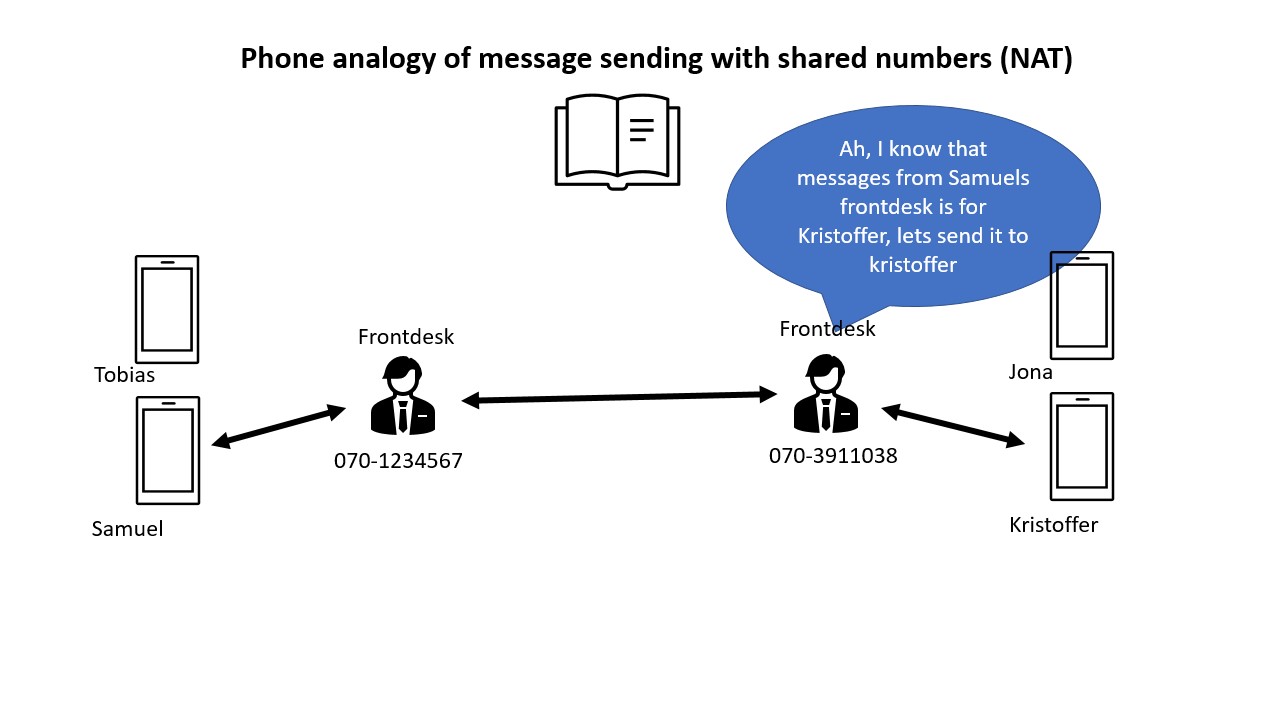 Phone analogy of message sending with shared numbers (NAT)
Ah, I know that
messages from Samuels
frontdesk is for
Kristoffer, lets send it to
kristoffer
Frontdesk
Frontdesk
Tobias
Jona
070-1234567
070-3911038
Samuel
Kristoffer